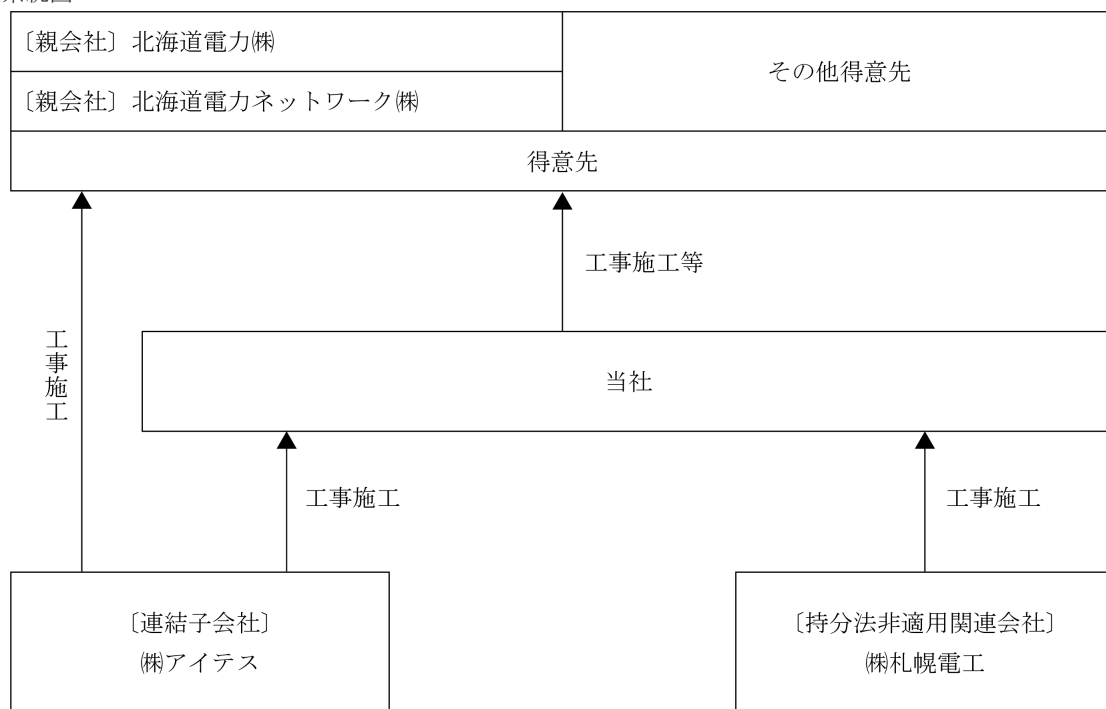 〔親会社〕北海道電力㈱
その他得意先
〔親会社〕北海道電力ネットワーク㈱
得意先
工事施工等
工事施工
当社
工事施工
工事施工
〔連結子会社〕
㈱アイテス
〔持分法非適用関連会社〕
㈱札幌電工